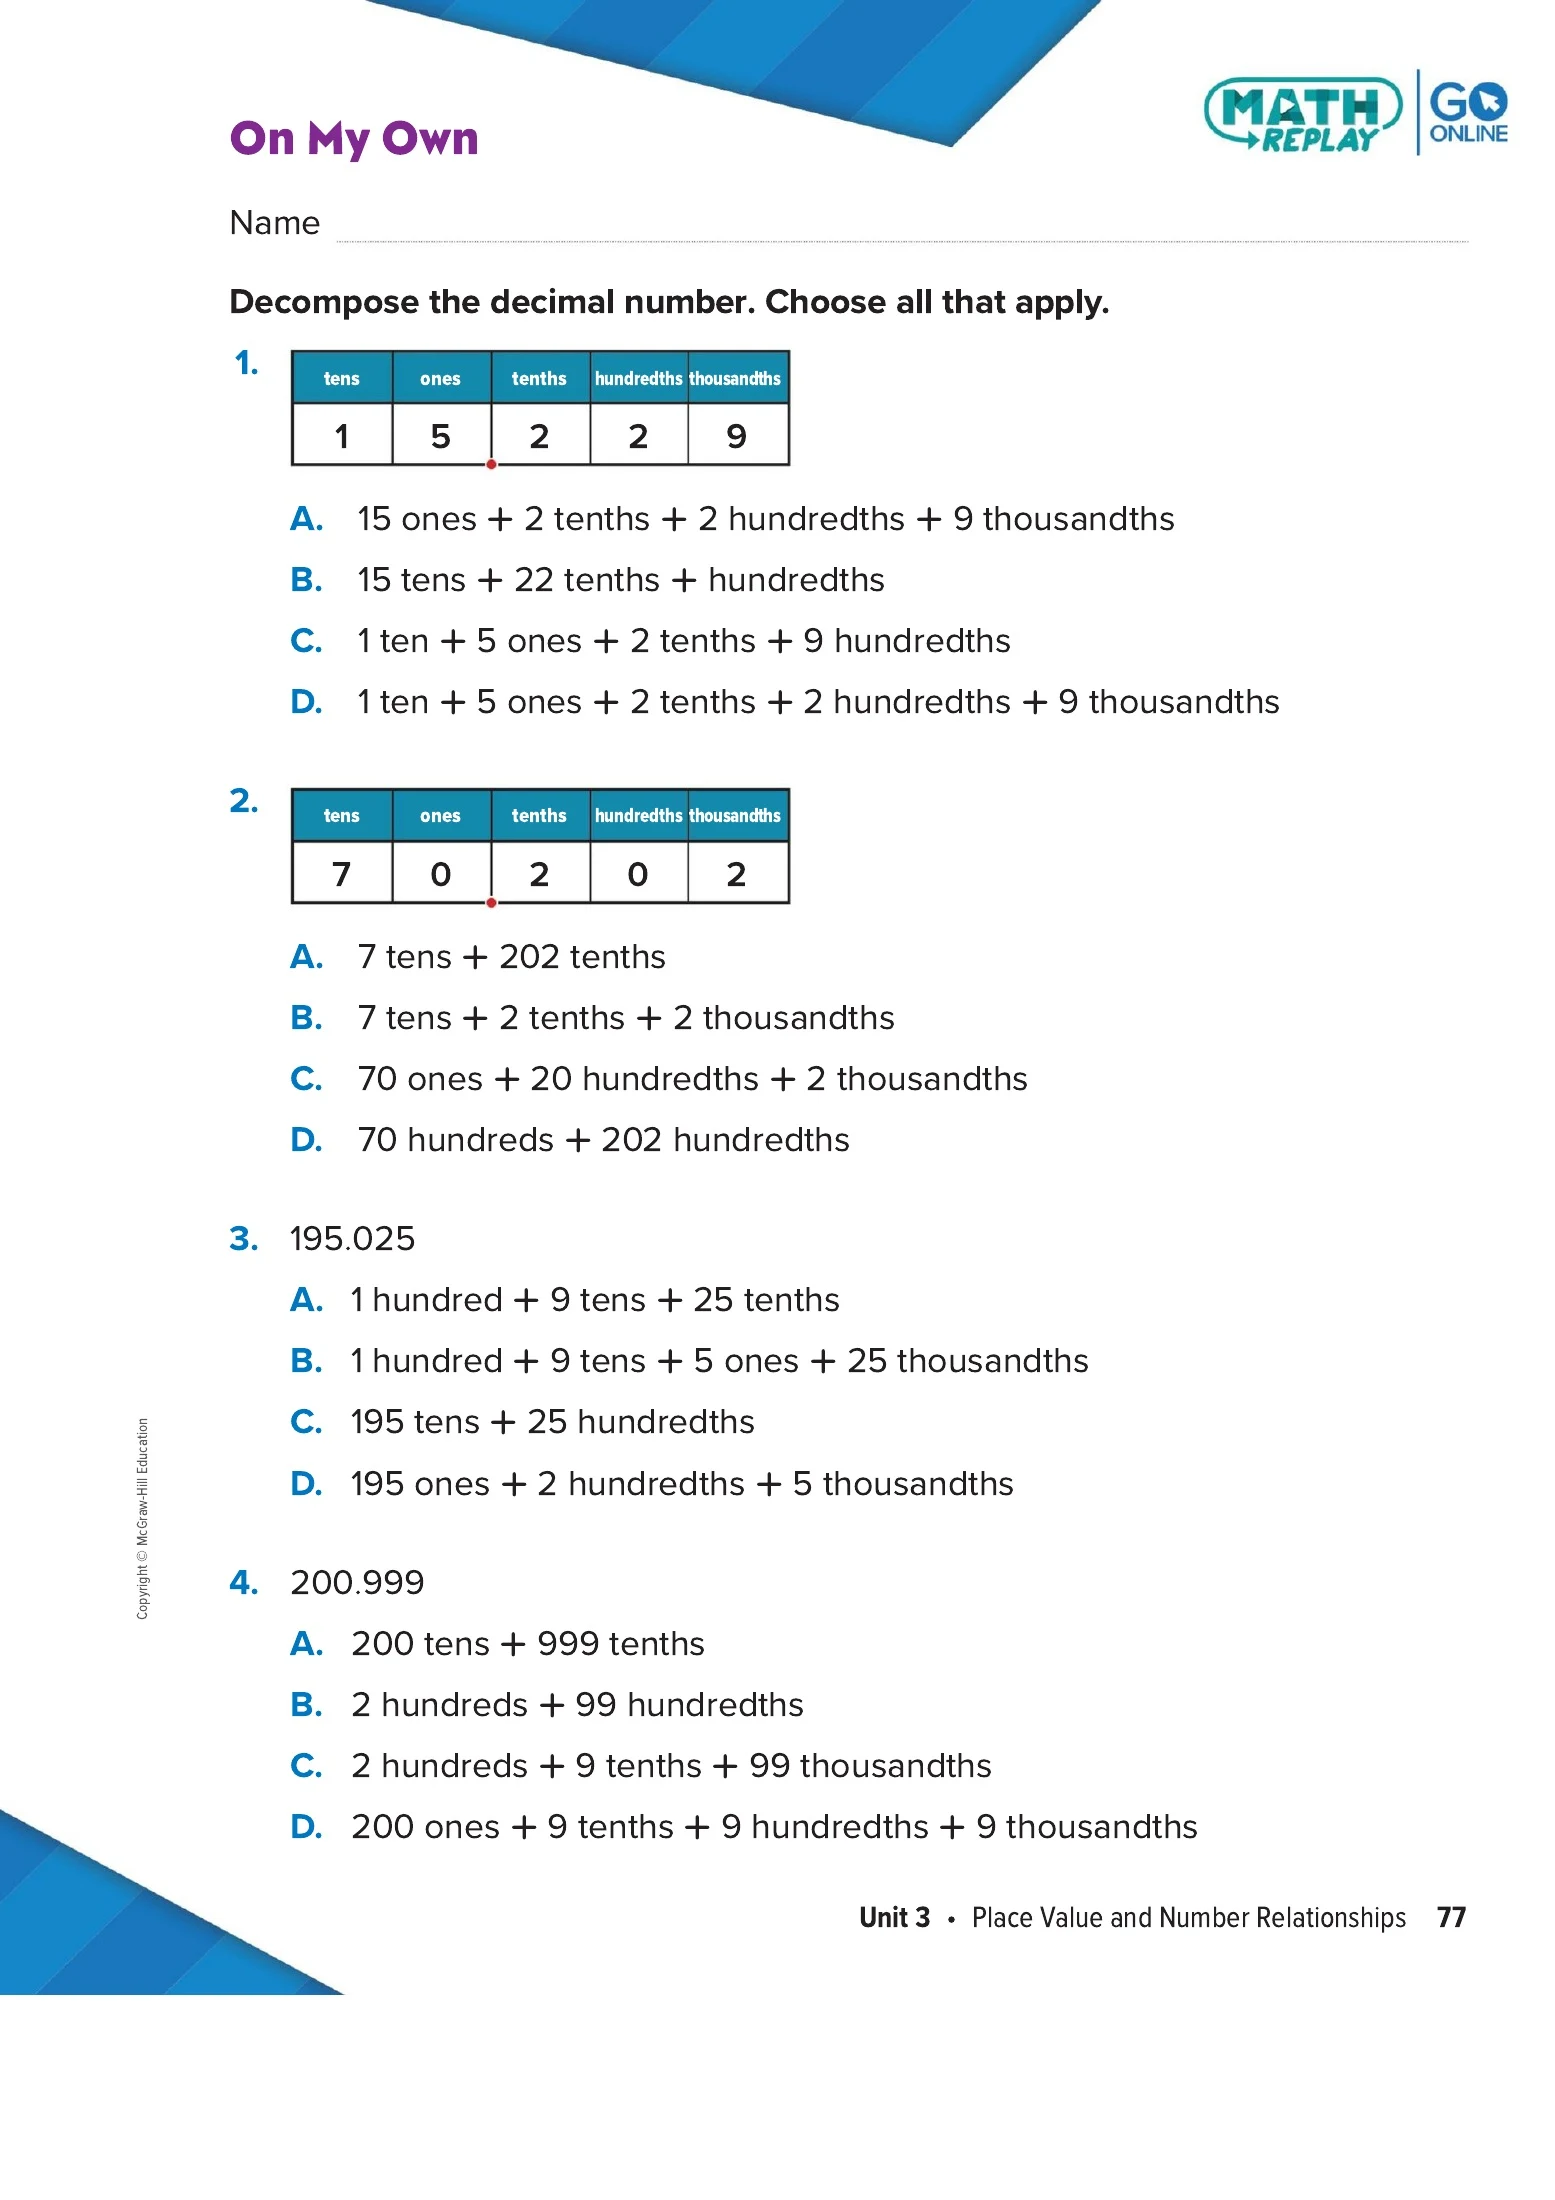 MATH
REPLAY
GO
ONLINE
On My Own
Name
Decompose the decimal number. Choose all that apply.
1.
tens ones tenths hundredths thousandths
1 5 2 2 9
A. 15 ones + 2 tenths + 2 hundredths + 9 thousandths
B. 15 tens + 22 tenths + hundredths
C. 1 ten + 5 ones + 2 tenths + 9 hundredths
D. 1 ten + 5 ones + 2 tenths + 2 hundredths + 9 thousandths
2.
tens ones tenths hundredths thousandths
7 0 2 0 2
A. 7 tens + 202 tenths
B. 7 tens + 2 tenths + 2 thousandths
C. 70 ones + 20 hundredths + 2 thousandths
D. 70 hundreds + 202 hundredths
3. 195.025
A. 1 hundred + 9 tens + 25 tenths
B. 1 hundred + 9 tens + 5 ones + 25 thousandths
C. 195 tens + 25 hundredths
D. 195 ones + 2 hundredths + 5 thousandths
4. 200.999
A. 200 tens + 999 tenths
B. 2 hundreds + 99 hundredths
C. 2 hundreds + 9 tenths + 99 thousandths
D. 200 ones + 9 tenths + 9 hundredths + 9 thousandths
Copyright © McGraw-Hill Education
Unit 3 • Place Value and Number Relationships 77